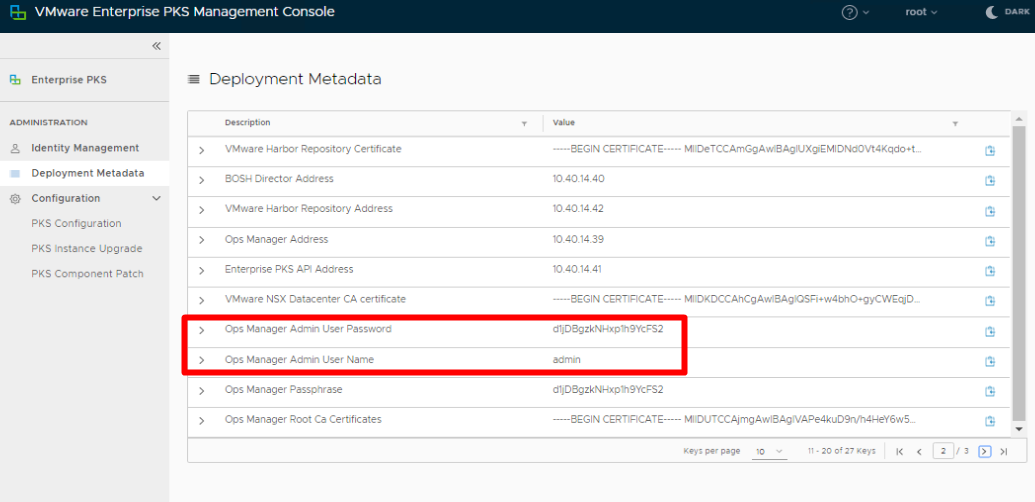 VMware Enterprise PKS Management Console
root
DARK
Enterprise PKS
ADMINISTRATION
Identity Management
Deployment Metadata
Configuration
PKS Configuration
PKS Instance Upgrade
PKS Component Patch
Deployment Metadata
Description Value
VMware Harbor Repository Certificate -----BEGIN CERTIFICATE----- MIIDeTCCAmGgAwIBAgIUXgiEMIDNd0Vt4Kqdo+t...
BOSH Director Address 10.40.14.40
VMware Harbor Repository Address 10.40.14.42
Ops Manager Address 10.40.14.39
Enterprise PKS API Address 10.40.14.41
VMware NSX Datacenter CA certificate -----BEGIN CERTIFICATE----- MIIDKDCCAhCgAwIBAgIQSFi+w4bhO+gyCWEqjD...
Ops Manager Admin User Password d1jDBgzkNHxp1h9YcFS2
Ops Manager Admin User Name admin
Ops Manager Passphrase d1jDBgzkNHxp1h9YcFS2
Ops Manager Root Ca Certificates -----BEGIN CERTIFICATE----- MIIDUTCCAjmgAwIBAgIVAPe4kuD9n/h4HeY6w5...
Keys per page 10 11 - 20 of 27 Keys 2 / 3